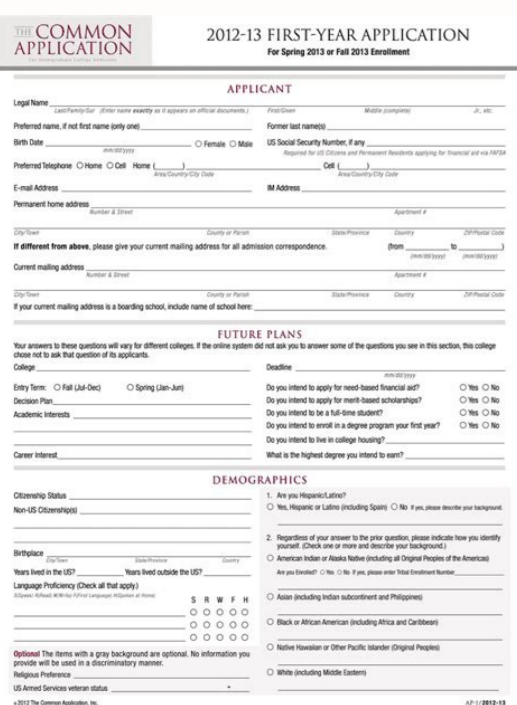 THE COMMON
APPLICATION
For Undergraduate College Admission
2012-13 FIRST-YEAR APPLICATION
For Spring 2013 or Fall 2013 Enrollment
APPLICANT
Legal Name
Last/Family/Sur (Enter name exactly as it appears on official documents.) First/Given Middle (complete) Jr., etc.
Preferred name, if not first name (only one) Former last name(s)
Birth Date Female Male US Social Security Number, if any
mm/dd/yyyy Required for US Citizens and Permanent Residents applying for financial aid via FAFSA
Preferred Telephone Home Cell Home ( ) Cell ( )
Area/Country/City Code Area/Country/City Code
E-mail Address IM Address
Permanent home address
Number & Street Apartment #
City/Town County or Parish State/Province Country ZIP/Postal Code
If different from above, please give your current mailing address for all admission correspondence. (from to )
(mm/dd/yyyy) (mm/dd/yyyy)
Current mailing address
Number & Street Apartment #
City/Town County or Parish State/Province Country ZIP/Postal Code
If your current mailing address is a boarding school, include name of school here:
FUTURE PLANS
Your answers to these questions will vary for different colleges. If the online system did not ask you to answer some of the questions you see in this section, this college
chose not to ask that question of its applicants.
College Deadline
mm/dd/yyyy
Entry Term: Fall (Jul-Dec) Spring (Jan-Jun) Do you intend to apply for need-based financial aid? Yes No
Decision Plan Do you intend to apply for merit-based scholarships? Yes No
Academic Interests Do you intend to be a full-time student? Yes No
Do you intend to enroll in a degree program your first year? Yes No
Do you intend to live in college housing?
Career Interest What is the highest degree you intend to earn?
DEMOGRAPHICS
Citizenship Status
Non-US Citizenship(s)
Birthplace
City/Town State/Province Country
Years lived in the US? Years lived outside the US?
Language Proficiency (Check all that apply.)
S(Speak) R(Read) W(Write) F(First Language) H(Spoken at Home) S R W F H
Optional The items with a gray background are optional. No information you
provide will be used in a discriminatory manner.
Religious Preference
US Armed Services veteran status
1. Are you Hispanic/Latino?
Yes, Hispanic or Latino (including Spain) No If yes, please describe your background.
2. Regardless of your answer to the prior question, please indicate how you identify
yourself. (Check one or more and describe your background.)
American Indian or Alaska Native (including all Original Peoples of the Americas)
Are you Enrolled? Yes No If yes, please enter Tribal Enrollment Number
Asian (including Indian subcontinent and Philippines)
Black or African American (including Africa and Caribbean)
Native Hawaiian or Other Pacific Islander (Original Peoples)
White (including Middle Eastern)
© 2012 The Common Application, Inc. AP-1/2012-13